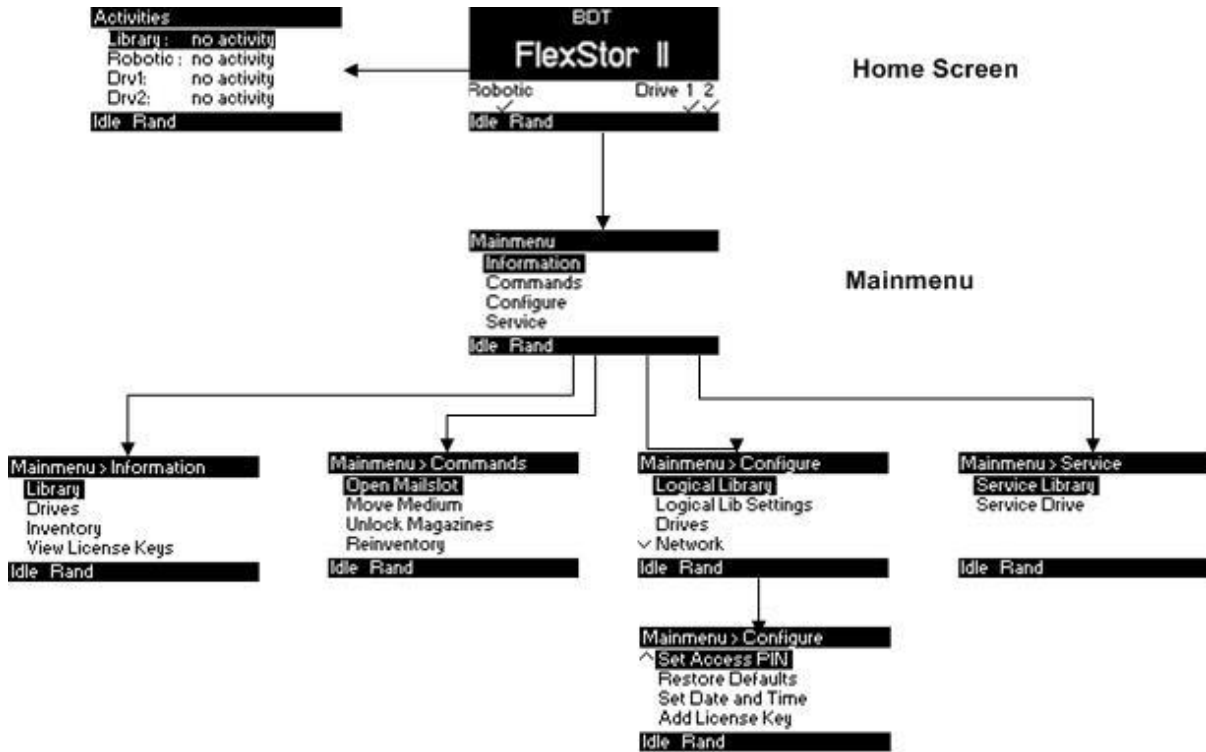 Activities
Library: no activity
Robotic: no activity
Drv1: no activity
Drv2: no activity
Idle Rand
BDT
FlexStor II
Robotic Drive 1 2
Idle Rand
Home Screen
Mainmenu
Information
Commands
Configure
Service
Idle Rand
Mainmenu
Mainmenu > Information
Library
Drives
Inventory
View License Keys
Idle Rand
Mainmenu > Commands
Open Mailslot
Move Medium
Unlock Magazines
Reinventory
Idle Rand
Mainmenu > Configure
Logical Library
Logical Lib Settings
Drives
Network
Idle Rand
Mainmenu > Service
Service Library
Service Drive
Idle Rand
Mainmenu > Configure
Set Access PIN
Restore Defaults
Set Date and Time
Add License Key
Idle Rand